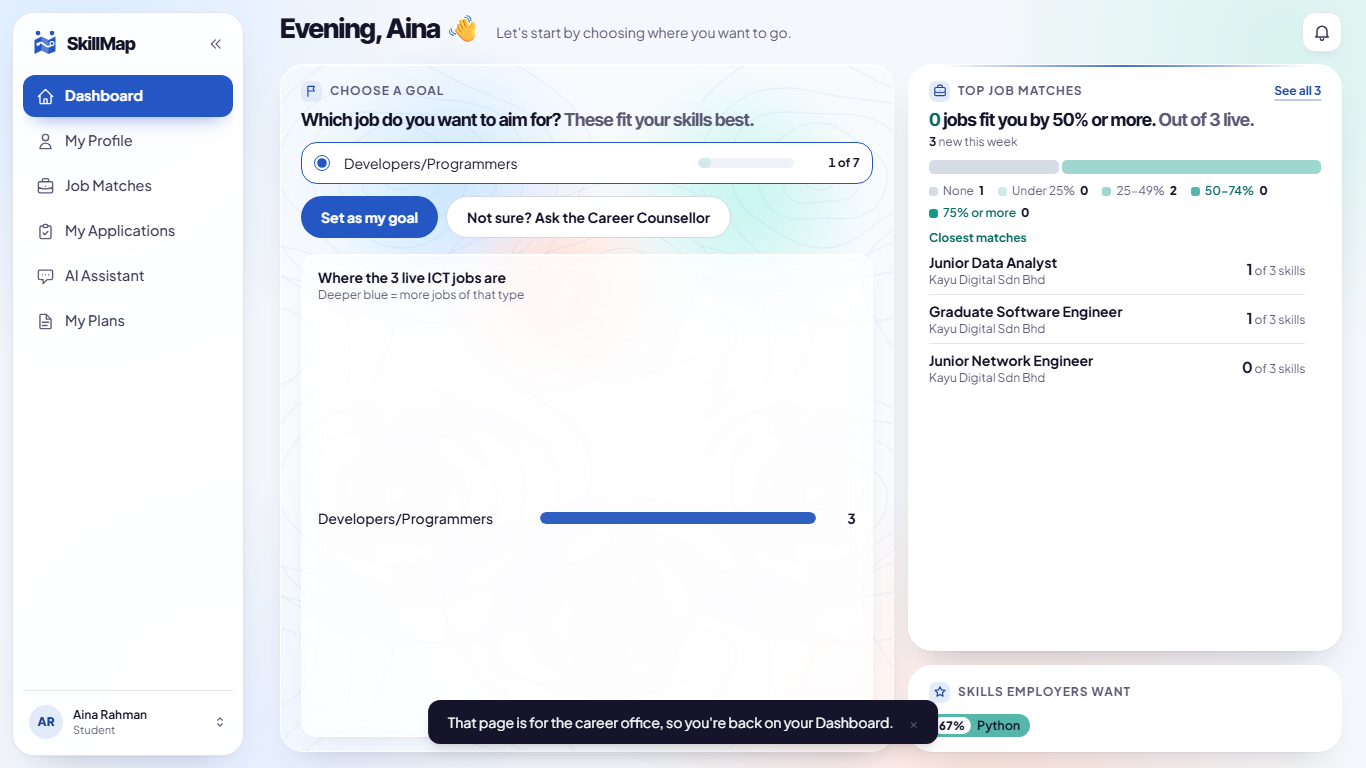 SkillMap
Dashboard
My Profile
Job Matches
My Applications
AI Assistant
My Plans
AR
Aina Rahman
Student
Evening, Aina 👋
Let's start by choosing where you want to go.
CHOOSE A GOAL
Which job do you want to aim for? These fit your skills best.
Developers/Programmers
1 of 7
Set as my goal
Not sure? Ask the Career Counsellor
Where the 3 live ICT jobs are
Deeper blue = more jobs of that type
Developers/Programmers
3
TOP JOB MATCHES
See all 3
0 jobs fit you by 50% or more. Out of 3 live.
3 new this week
None 1
Under 25% 0
25–49% 2
50–74% 0
75% or more 0
Closest matches
Junior Data Analyst
1 of 3 skills
Kayu Digital Sdn Bhd
Graduate Software Engineer
1 of 3 skills
Kayu Digital Sdn Bhd
Junior Network Engineer
0 of 3 skills
Kayu Digital Sdn Bhd
SKILLS EMPLOYERS WANT
67% Python
That page is for the career office, so you're back on your Dashboard. ×